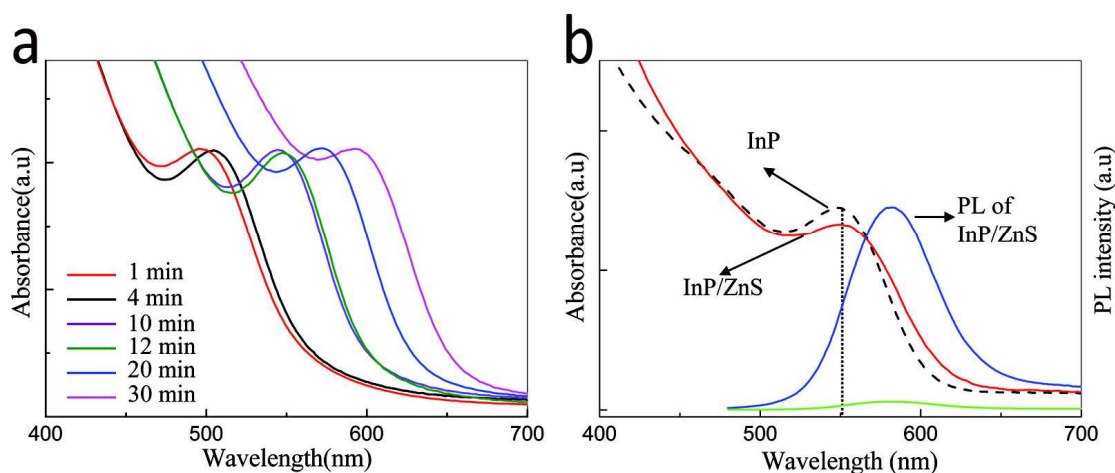 a
Absorbance(a.u)
1 min
4 min
10 min
12 min
20 min
30 min
400
500
600
700
Wavelength(nm)
b
Absorbance(a.u)
InP
InP/ZnS
PL of
InP/ZnS
PL intensity (a.u)
400
500
600
700
Wavelength (nm)